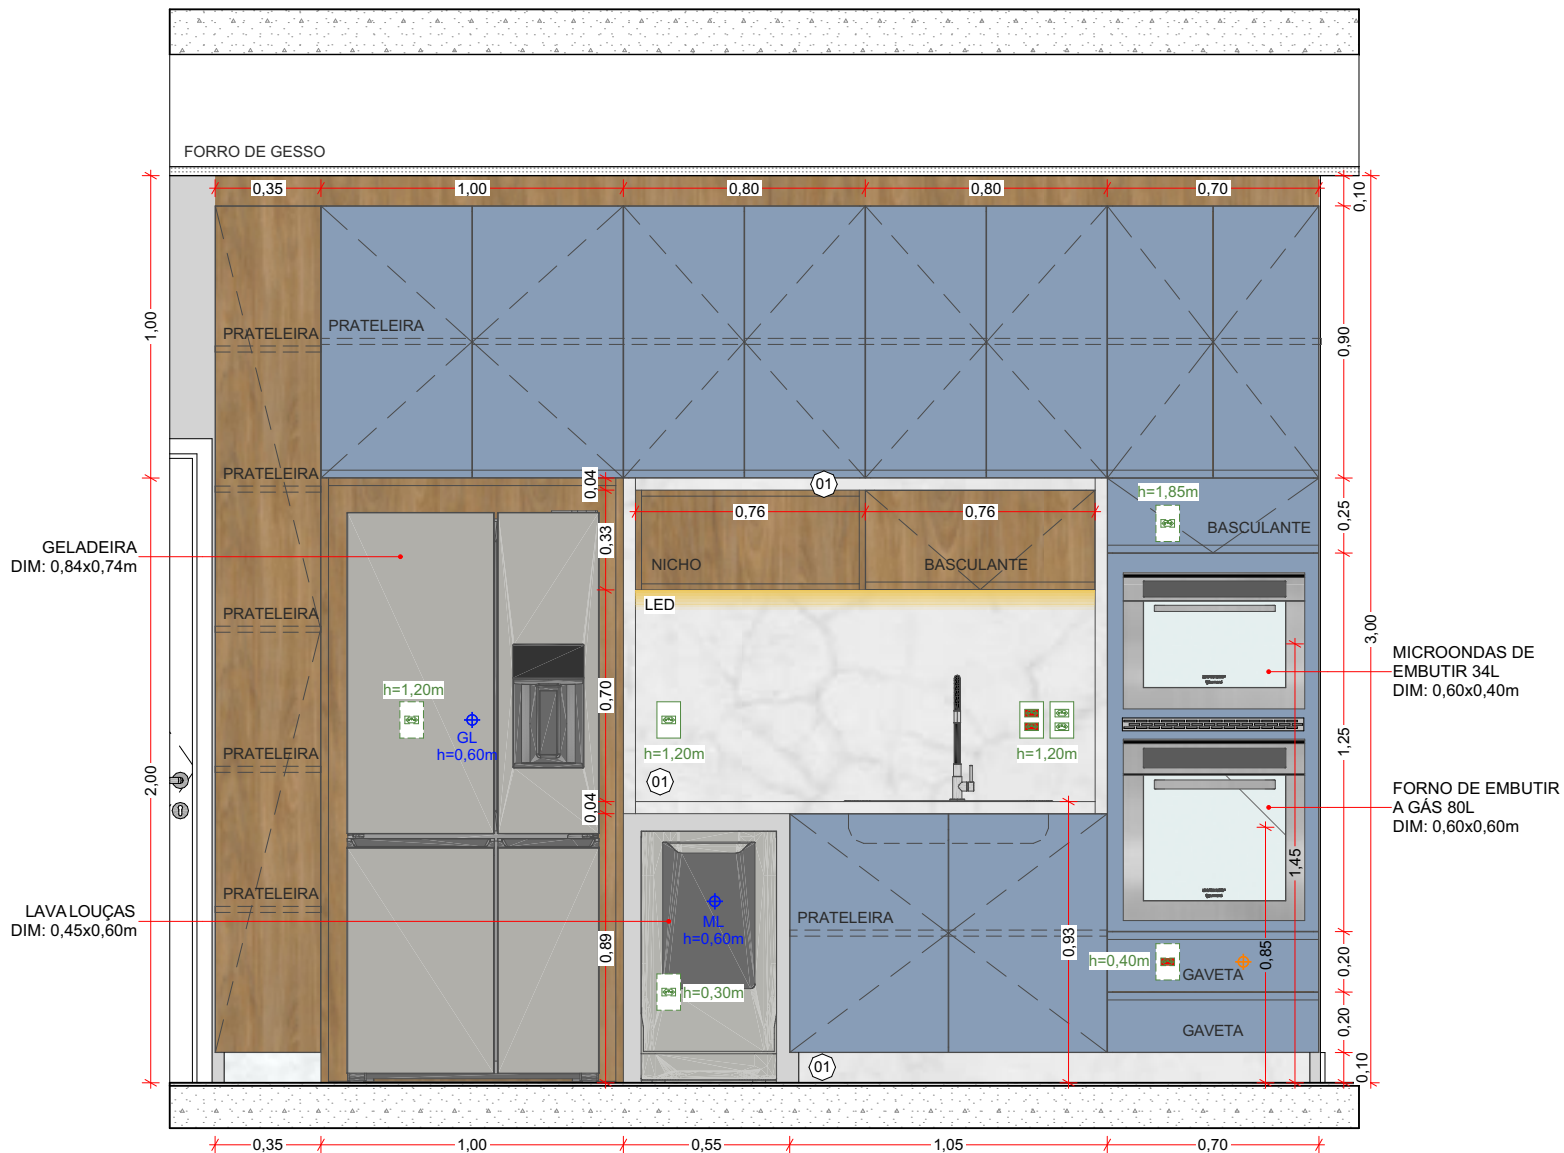 FORRO DE GESSO
0,35
1,00
0,80
0,80
0,70
0,10
PRATELEIRA
PRATELEIRA
1,00
0,90
3,00
PRATELEIRA
0,04
01
h=1,85m
0,25
BASCULANTE
0,76
0,76
0,33
NICHO
BASCULANTE
LED
GELADEIRA
DIM: 0,84x0,74m
PRATELEIRA
MICROONDAS DE
EMBUTIR 34L
DIM: 0,60x0,40m
h=1,20m
0,70
GL
h=0,60m
h=1,20m
h=1,20m
1,25
PRATELEIRA
2,00
01
0,04
FORNO DE EMBUTIR
A GÁS 80L
DIM: 0,60x0,60m
1,45
PRATELEIRA
LAVA LOUÇAS
DIM: 0,45x0,60m
ML
h=0,60m
PRATELEIRA
0,89
0,93
0,85
h=0,40m
GAVETA
0,20
h=0,30m
GAVETA
0,20
01
0,10
0,35
1,00
0,55
1,05
0,70